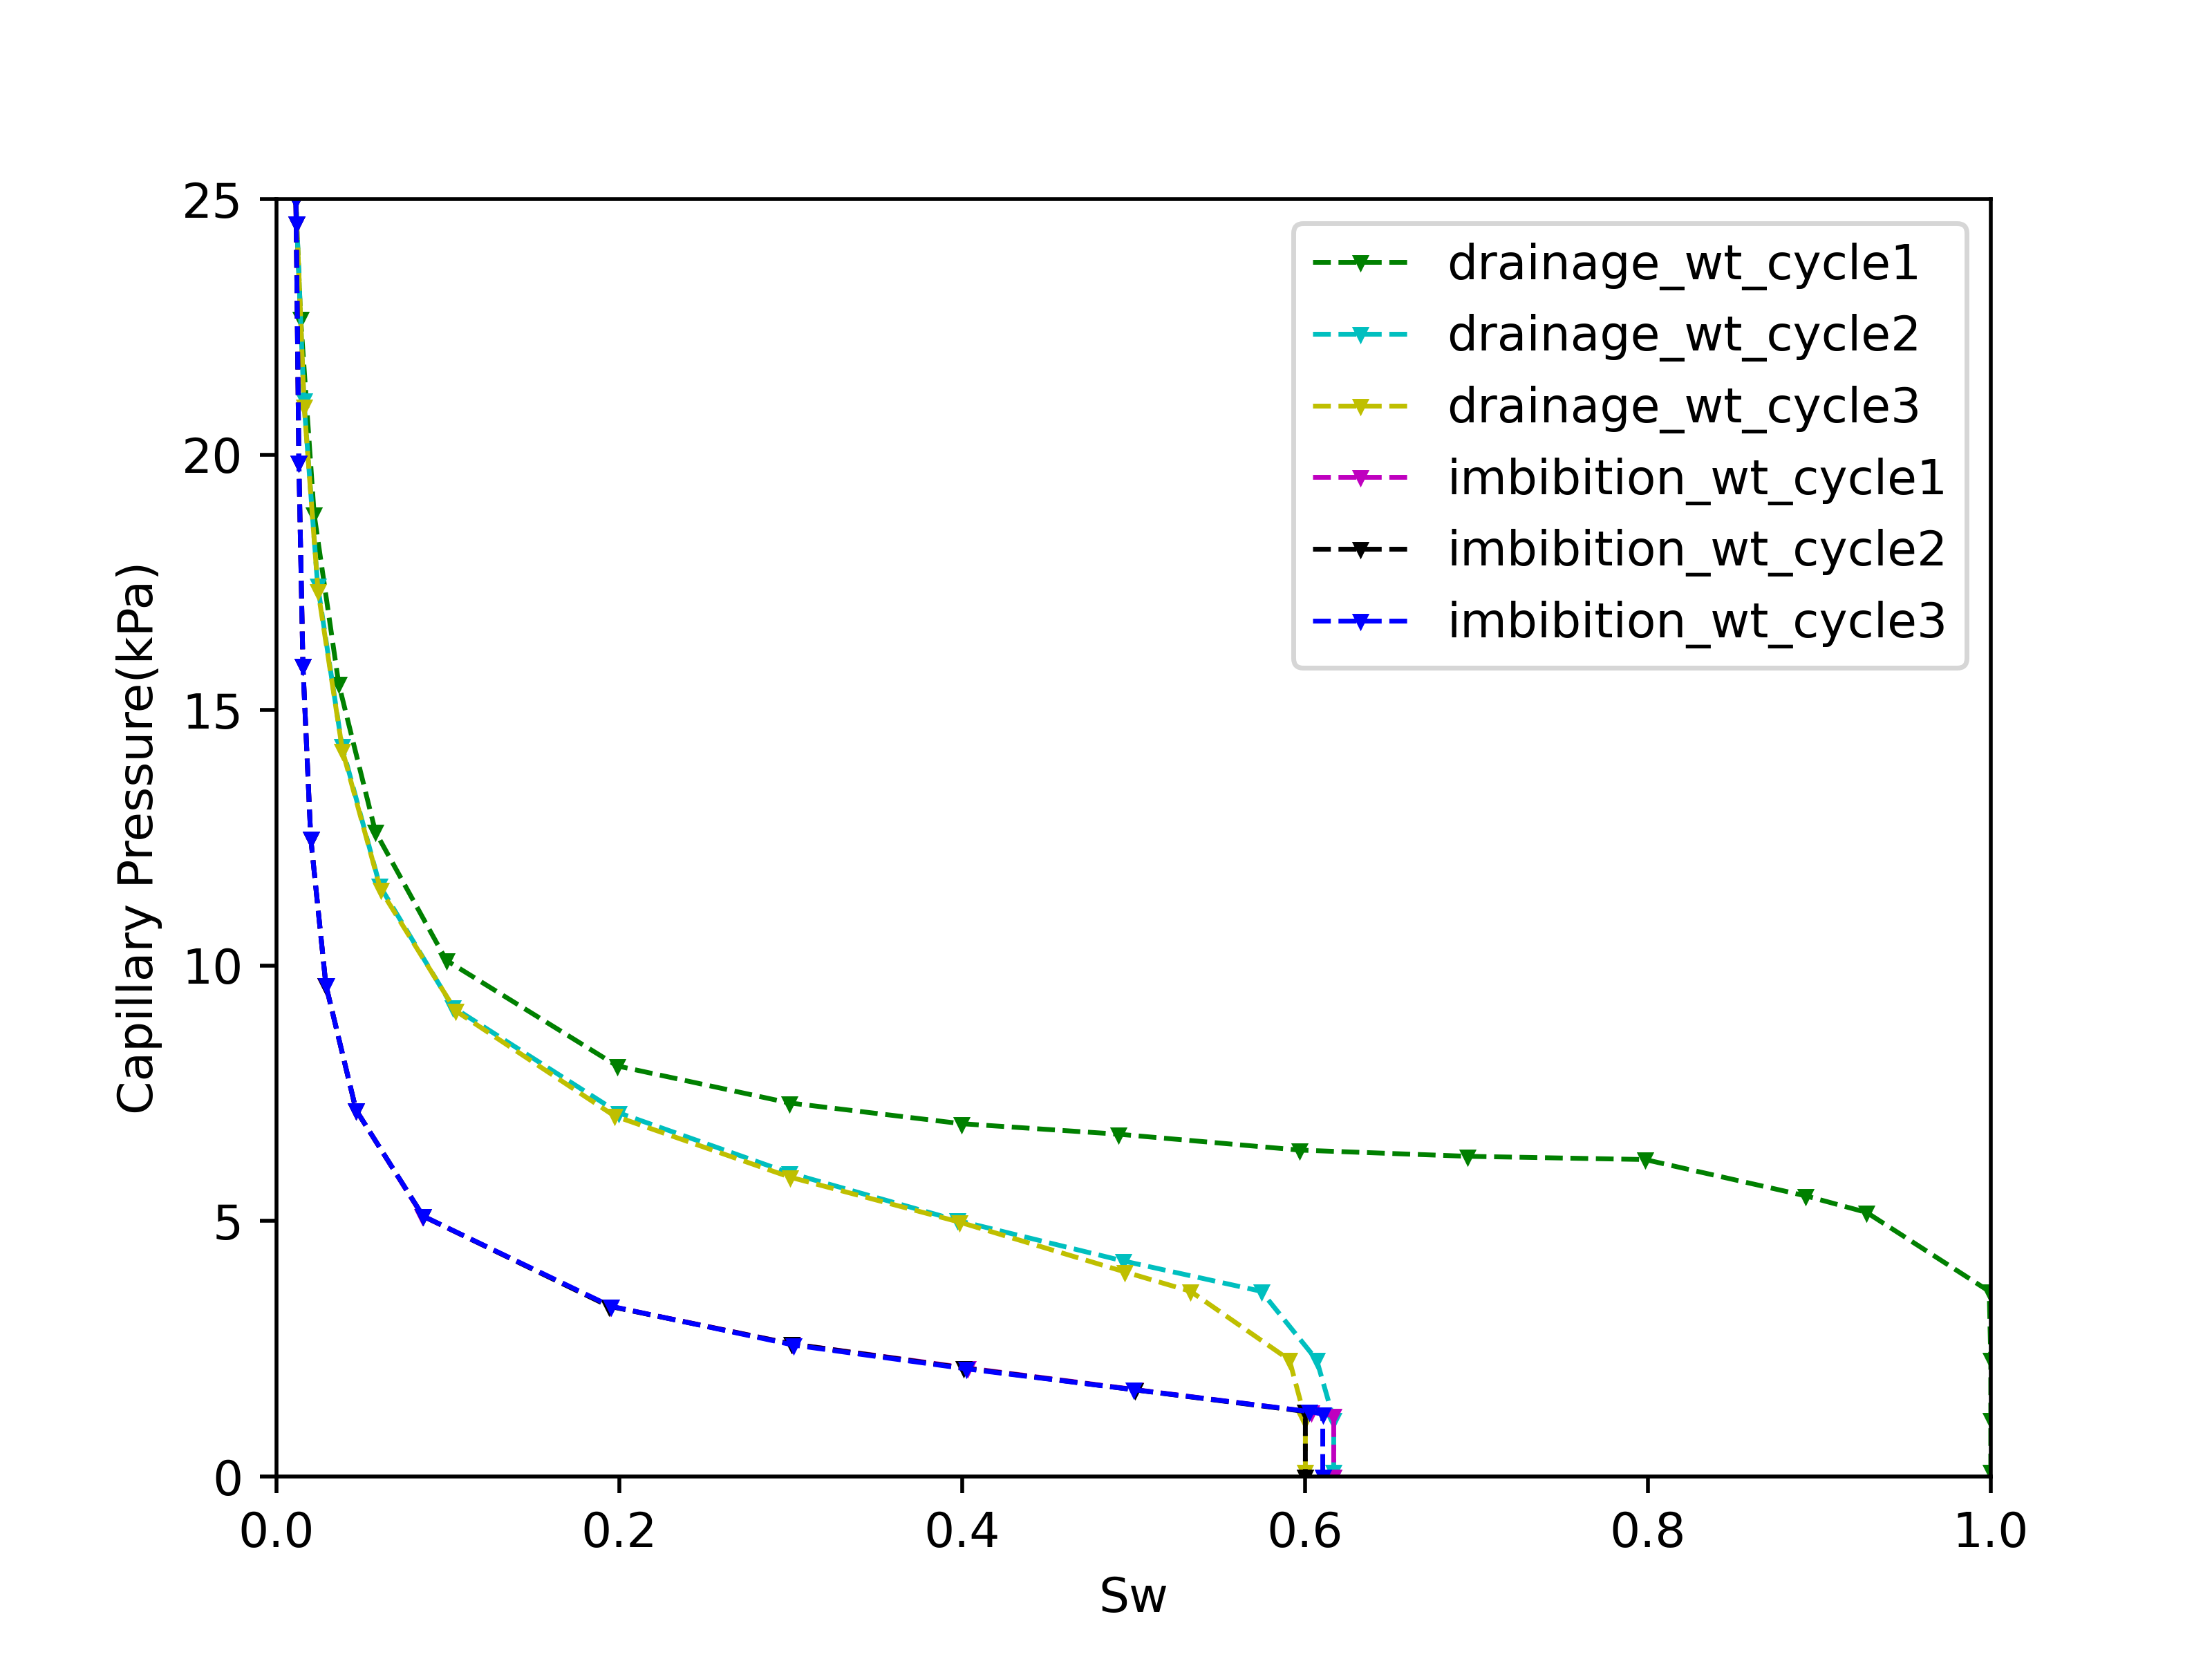 25
20
15
10
5
0
Capillary Pressure(kPa)
drainage_wt_cycle1
drainage_wt_cycle2
drainage_wt_cycle3
imbibition_wt_cycle1
imbibition_wt_cycle2
imbibition_wt_cycle3
0.0 0.2 0.4 0.6 0.8 1.0
Sw